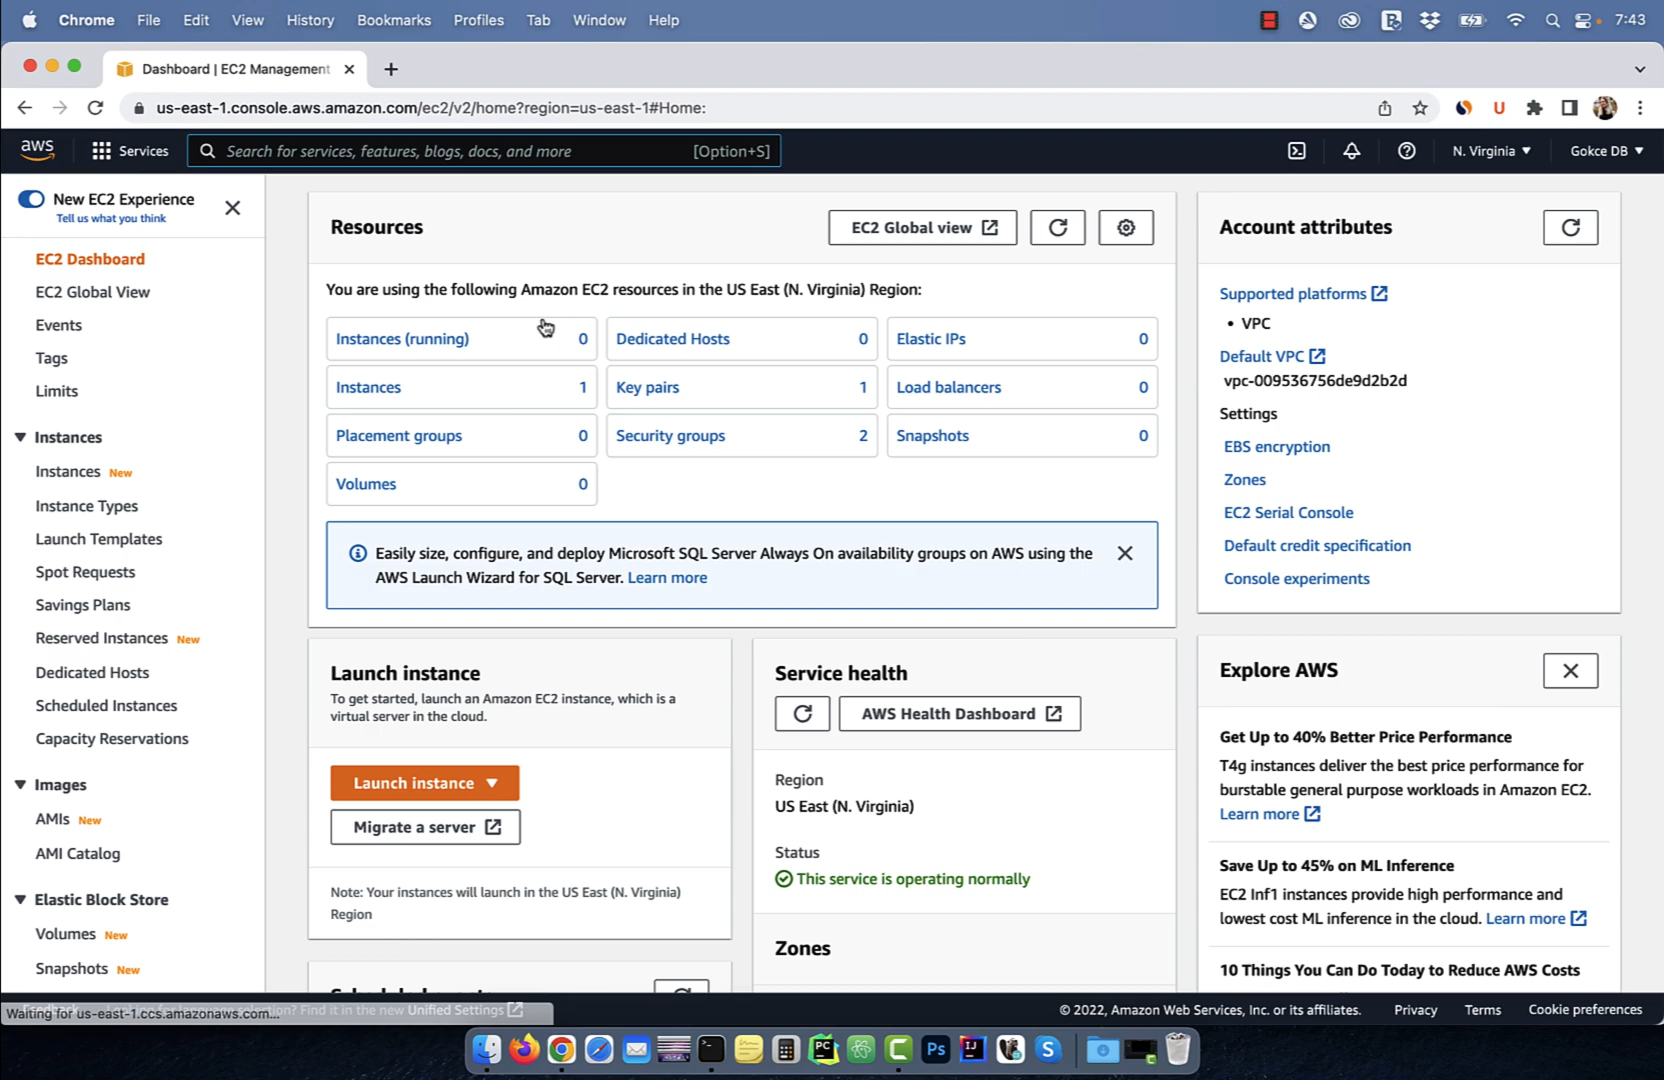 Chrome File Edit View History Bookmarks Profiles Tab Window Help 7:43
Dashboard | EC2 Management
us-east-1.console.aws.amazon.com/ec2/v2/home?region=us-east-1#Home:
aws Services Search for services, features, blogs, docs, and more [Option+S] N. Virginia Gokce DB
New EC2 Experience
Tell us what you think
EC2 Dashboard
EC2 Global View
Events
Tags
Limits
Instances
Instances New
Instance Types
Launch Templates
Spot Requests
Savings Plans
Reserved Instances New
Dedicated Hosts
Scheduled Instances
Capacity Reservations
Images
AMIs New
AMI Catalog
Elastic Block Store
Volumes New
Snapshots New
Resources
EC2 Global view
You are using the following Amazon EC2 resources in the US East (N. Virginia) Region:
Instances (running) 0 Dedicated Hosts 0 Elastic IPs 0
Instances 1 Key pairs 1 Load balancers 0
Placement groups 0 Security groups 2 Snapshots 0
Volumes 0
Easily size, configure, and deploy Microsoft SQL Server Always On availability groups on AWS using the
AWS Launch Wizard for SQL Server. Learn more
Launch instance
To get started, launch an Amazon EC2 instance, which is a
virtual server in the cloud.
Launch instance
Migrate a server
Note: Your instances will launch in the US East (N. Virginia)
Region
Service health
AWS Health Dashboard
Region
US East (N. Virginia)
Status
This service is operating normally
Zones
Account attributes
Supported platforms
• VPC
Default VPC
vpc-009536756de9d2b2d
Settings
EBS encryption
Zones
EC2 Serial Console
Default credit specification
Console experiments
Explore AWS
Get Up to 40% Better Price Performance
T4g instances deliver the best price performance for
burstable general purpose workloads in Amazon EC2.
Learn more
Save Up to 45% on ML Inference
EC2 Inf1 instances provide high performance and
lowest cost ML inference in the cloud. Learn more
10 Things You Can Do Today to Reduce AWS Costs
Find it in the new Unified Settings
Waiting for us-east-1.ccs.amazonaws.com...
© 2022, Amazon Web Services, Inc. or its affiliates. Privacy Terms Cookie preferences
PC Ps IJ S